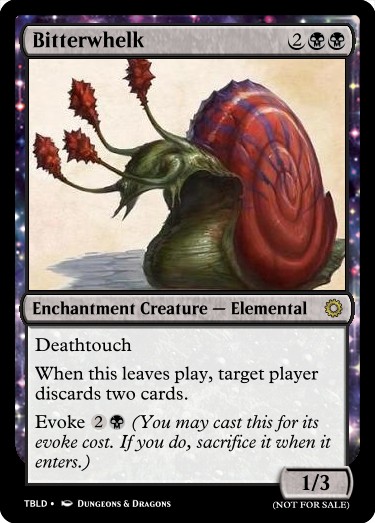 Bitterwhelk 2
Enchantment Creature — Elemental
Deathtouch
When this leaves play, target player
discards two cards.
Evoke 2 (You may cast this for its
evoke cost. If you do, sacrifice it when it
enters.)
1/3
TBLD • DUNGEONS & DRAGONS
(NOT FOR SALE)